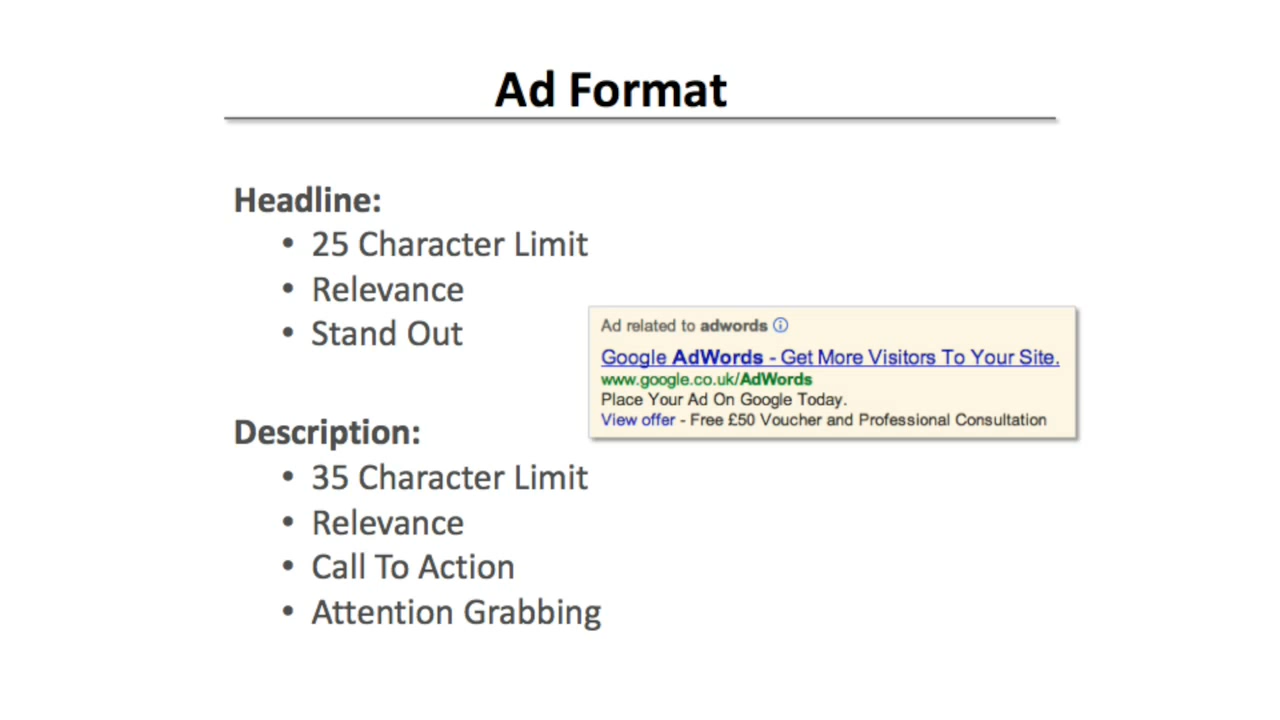 Ad Format
Headline:
• 25 Character Limit
• Relevance
• Stand Out
Ad related to adwords ⓘ
Google AdWords - Get More Visitors To Your Site.
www.google.co.uk/AdWords
Place Your Ad On Google Today.
View offer - Free £50 Voucher and Professional Consultation
Description:
• 35 Character Limit
• Relevance
• Call To Action
• Attention Grabbing